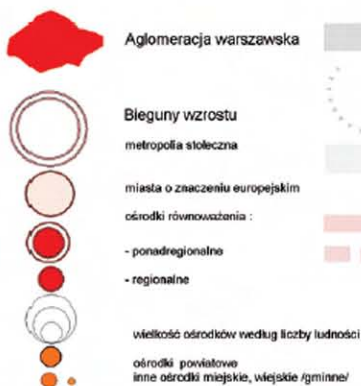 Aglomeracja warszawska
Bieguny wzrostu
metropolia stołeczna
miasta o znaczeniu europejskim
ośrodki równoważenia :
- ponadregionalne
- regionalne
wielkość ośrodków według liczby ludności
ośrodki powiatowe
inne ośrodki miejskie, wiejskie /gminne/